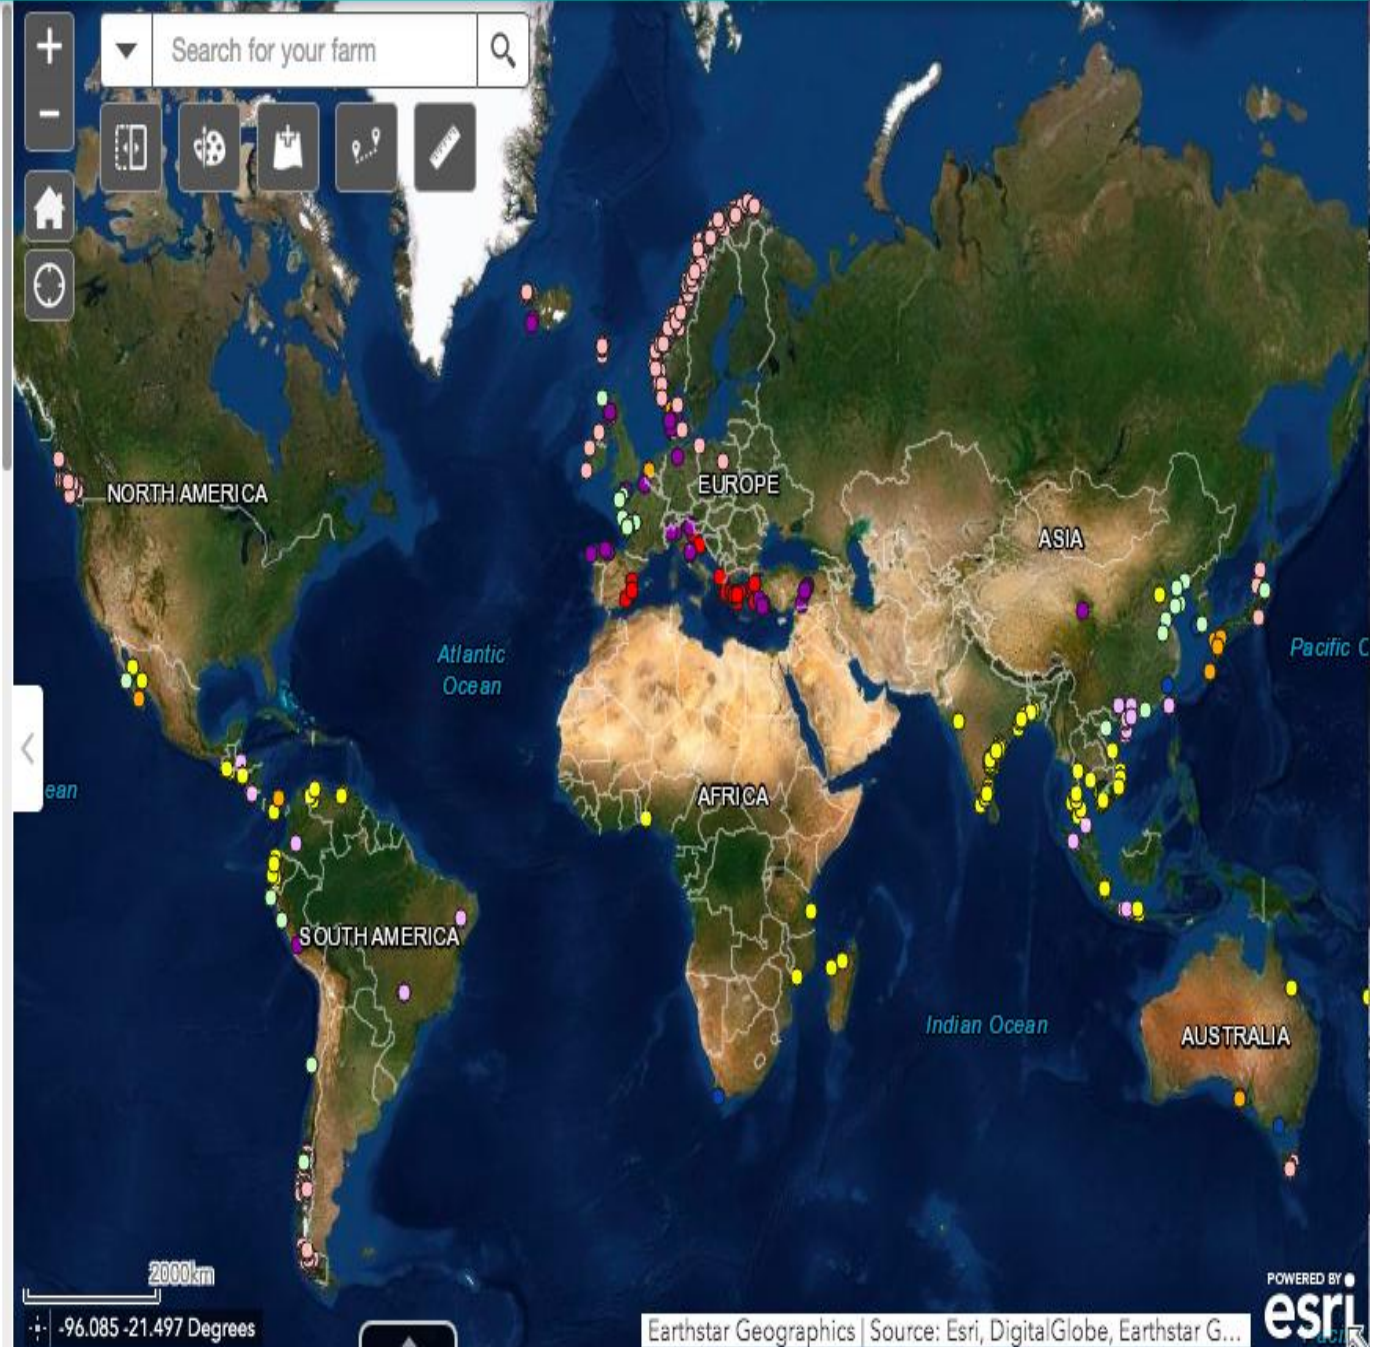 +
Search for your farm
−
NORTH AMERICA
EUROPE
ASIA
Atlantic
Ocean
Pacific C
ean
AFRICA
SOUTH AMERICA
Indian Ocean
AUSTRALIA
2000km
-96.085 -21.497 Degrees
POWERED BY
esri
Earthstar Geographics | Source: Esri, DigitalGlobe, Earthstar G...